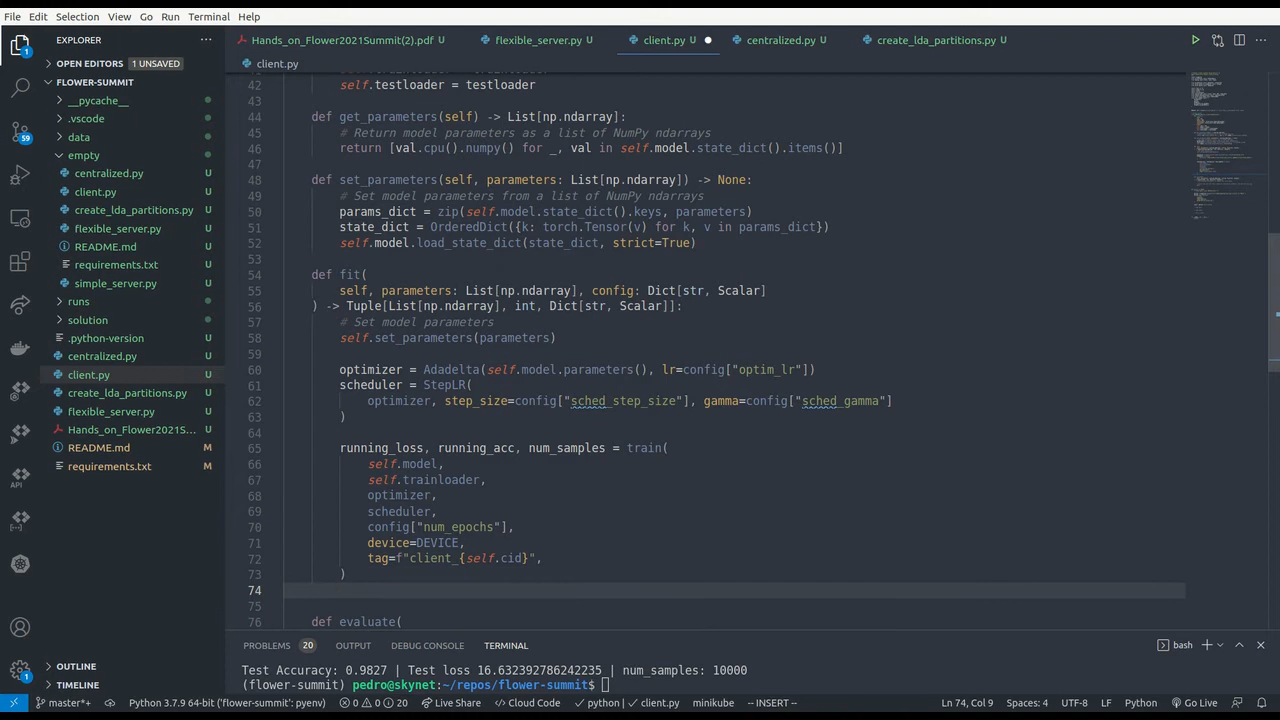 File Edit Selection View Go Run Terminal Help
EXPLORER ···
Hands_on_Flower2021Summit(2).pdf U
flexible_server.py U
client.py U
centralized.py U
create_lda_partitions.py U
OPEN EDITORS 1 UNSAVED
client.py
FLOWER-SUMMIT
__pycache__
.vscode U
data
empty
centralized.py U
client.py U
create_lda_partitions.py U
flexible_server.py U
README.md U
requirements.txt U
simple_server.py U
runs
solution
.python-version U
centralized.py U
client.py U
create_lda_partitions.py U
flexible_server.py U
Hands_on_Flower2021S... U
README.md M
requirements.txt M
OUTLINE
TIMELINE
1
59
API
1
42 self.testloader = testloader
43
44 def get_parameters(self) -> List[np.ndarray]:
45 # Return model parameters as a list of NumPy ndarrays
46 return [val.cpu().numpy() for _, val in self.model.state_dict().items()]
47
48 def set_parameters(self, parameters: List[np.ndarray]) -> None:
49 # Set model parameters from a list of NumPy ndarrays
50 params_dict = zip(self.model.state_dict().keys, parameters)
51 state_dict = OrderedDict({k: torch.Tensor(v) for k, v in params_dict})
52 self.model.load_state_dict(state_dict, strict=True)
53
54 def fit(
55 self, parameters: List[np.ndarray], config: Dict[str, Scalar]
56 ) -> Tuple[List[np.ndarray], int, Dict[str, Scalar]]:
57 # Set model parameters
58 self.set_parameters(parameters)
59
60 optimizer = Adadelta(self.model.parameters(), lr=config["optim_lr"])
61 scheduler = StepLR(
62 optimizer, step_size=config["sched_step_size"], gamma=config["sched_gamma"]
63 )
64
65 running_loss, running_acc, num_samples = train(
66 self.model,
67 self.trainloader,
68 optimizer,
69 scheduler,
70 config["num_epochs"],
71 device=DEVICE,
72 tag=f"client_{self.cid}",
73 )
74
75
76 def evaluate(
PROBLEMS 20 OUTPUT DEBUG CONSOLE TERMINAL bash
Test Accuracy: 0.9827 | Test loss 16.632392786242235 | num_samples: 10000
(flower-summit) pedro@skynet:~/repos/flower-summit$
master*+ Python 3.7.9 64-bit ('flower-summit': pyenv) 0 0 20 Live Share Cloud Code python | client.py minikube -- INSERT -- Ln 74, Col 9 Spaces: 4 UTF-8 LF Python Go Live